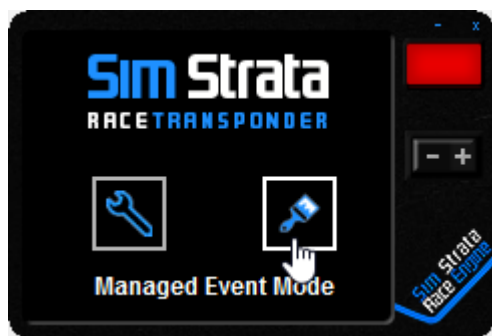 - x
Sim Strata
RACETRANSPONDER
- +
Managed Event Mode
Sim Strata
Race Engine